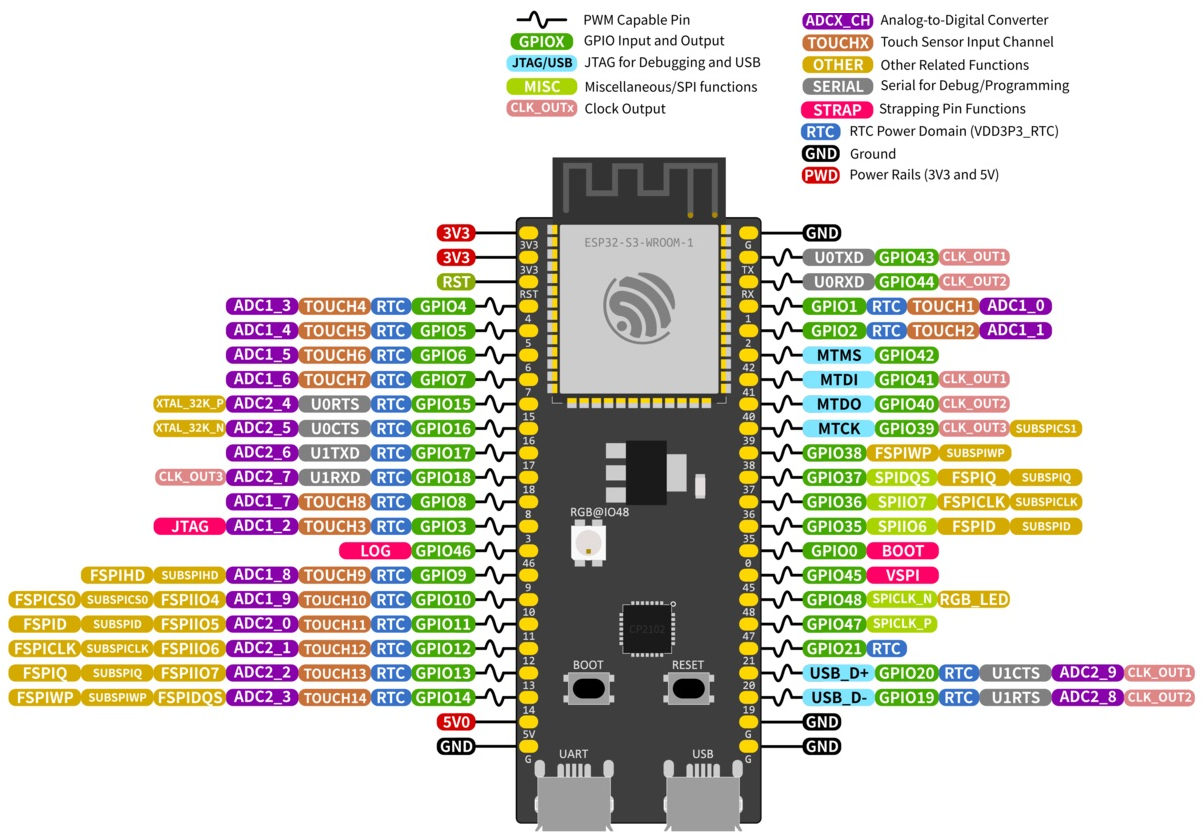 PWM Capable Pin
GPIOX GPIO Input and Output
JTAG/USB JTAG for Debugging and USB
MISC Miscellaneous/SPI functions
CLK_OUTx Clock Output
ADCX_CH Analog-to-Digital Converter
TOUCHX Touch Sensor Input Channel
OTHER Other Related Functions
SERIAL Serial for Debug/Programming
STRAP Strapping Pin Functions
RTC RTC Power Domain (VDD3P3_RTC)
GND Ground
PWD Power Rails (3V3 and 5V)
3V3
3V3
RST
ADC1_3 TOUCH4 RTC GPIO4
ADC1_4 TOUCH5 RTC GPIO5
ADC1_5 TOUCH6 RTC GPIO6
ADC1_6 TOUCH7 RTC GPIO7
XTAL_32K_P ADC2_4 U0RTS RTC GPIO15
XTAL_32K_N ADC2_5 U0CTS RTC GPIO16
ADC2_6 U1TXD RTC GPIO17
CLK_OUT3 ADC2_7 U1RXD RTC GPIO18
ADC1_7 TOUCH8 RTC GPIO8
JTAG ADC1_2 TOUCH3 RTC GPIO3
LOG GPIO46
FSPIHD SUBSPIHD ADC1_8 TOUCH9 RTC GPIO9
FSPICS0 SUBSPICS0 FSPIIO4 ADC1_9 TOUCH10 RTC GPIO10
FSPID SUBSPID FSPIIO5 ADC2_0 TOUCH11 RTC GPIO11
FSPICLK SUBSPICLK FSPIIO6 ADC2_1 TOUCH12 RTC GPIO12
FSPIQ SUBSPIQ FSPIIO7 ADC2_2 TOUCH13 RTC GPIO13
FSPIWP SUBSPIWP FSPIDQS ADC2_3 TOUCH14 RTC GPIO14
5V0
GND
3V3
3V3
RST
4
5
6
7
15
16
17
18
8
3
46
9
10
11
12
13
14
5V
G
ESP32-S3-WROOM-1
RGB@IO48
CP2102
BOOT
RESET
UART
USB
G
TX
RX
1
2
42
41
40
39
38
37
36
35
0
45
48
47
21
20
19
G
G
GND
U0TXD GPIO43 CLK_OUT1
U0RXD GPIO44 CLK_OUT2
GPIO1 RTC TOUCH1 ADC1_0
GPIO2 RTC TOUCH2 ADC1_1
MTMS GPIO42
MTDI GPIO41 CLK_OUT1
MTDO GPIO40 CLK_OUT2
MTCK GPIO39 CLK_OUT3 SUBSPICS1
GPIO38 FSPIWP SUBSPIWP
GPIO37 SPIDQS FSPIQ SUBSPIQ
GPIO36 SPIIO7 FSPICLK SUBSPICLK
GPIO35 SPIIO6 FSPID SUBSPID
GPIO0 BOOT
GPIO45 VSPI
GPIO48 SPICLK_N RGB_LED
GPIO47 SPICLK_P
GPIO21 RTC
USB_D+ GPIO20 RTC U1CTS ADC2_9 CLK_OUT1
USB_D- GPIO19 RTC U1RTS ADC2_8 CLK_OUT2
GND
GND